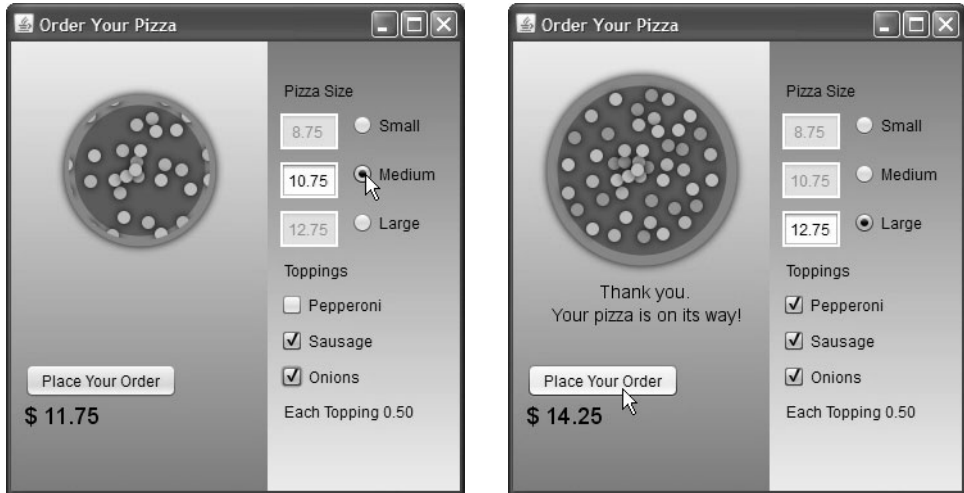 Order Your Pizza
Pizza Size
8.75 Small
10.75 Medium
12.75 Large
Toppings
Pepperoni
Sausage
Onions
Each Topping 0.50
Place Your Order
$ 11.75
Order Your Pizza
Pizza Size
8.75 Small
10.75 Medium
12.75 Large
Toppings
Pepperoni
Sausage
Onions
Each Topping 0.50
Thank you.
Your pizza is on its way!
Place Your Order
$ 14.25